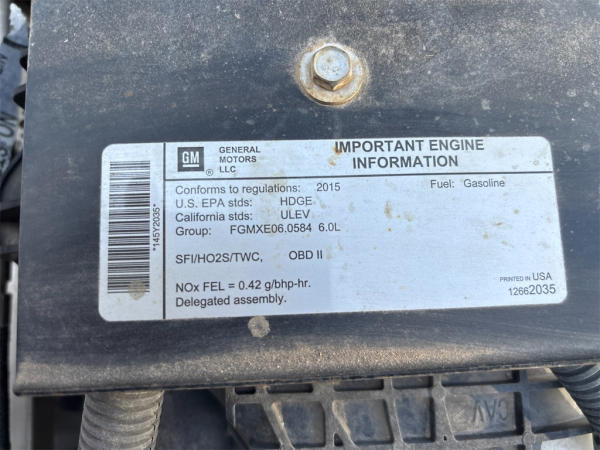 GM ® GENERAL MOTORS LLC
IMPORTANT ENGINE
INFORMATION
Conforms to regulations: 2015 Fuel: Gasoline
U.S. EPA stds: HDGE
California stds: ULEV
Group: FGMXE06.0584 6.0L
SFI/HO2S/TWC, OBD II
NOx FEL = 0.42 g/bhp-hr.
Delegated assembly.
PRINTED IN USA
12662035
*145Y2035*
CAV